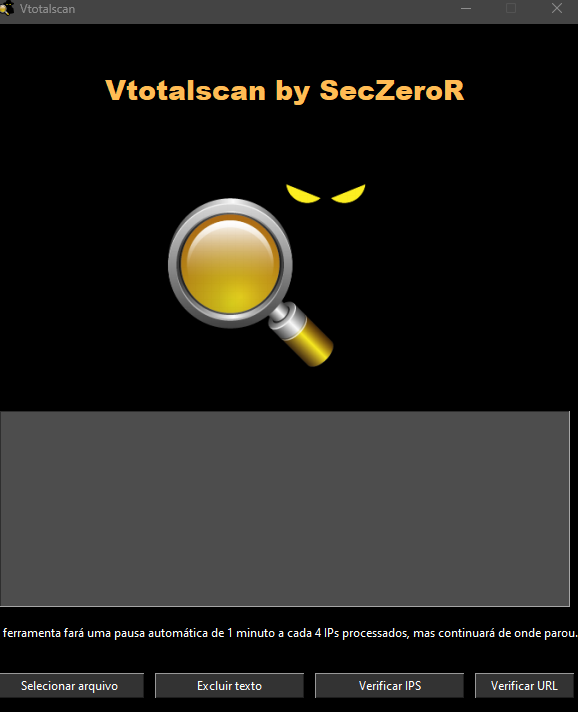 Vtotalscan
Vtotalscan by SecZeroR
ferramenta fará uma pausa automática de 1 minuto a cada 4 IPs processados, mas continuará de onde parou.
Selecionar arquivo
Excluir texto
Verificar IPS
Verificar URL